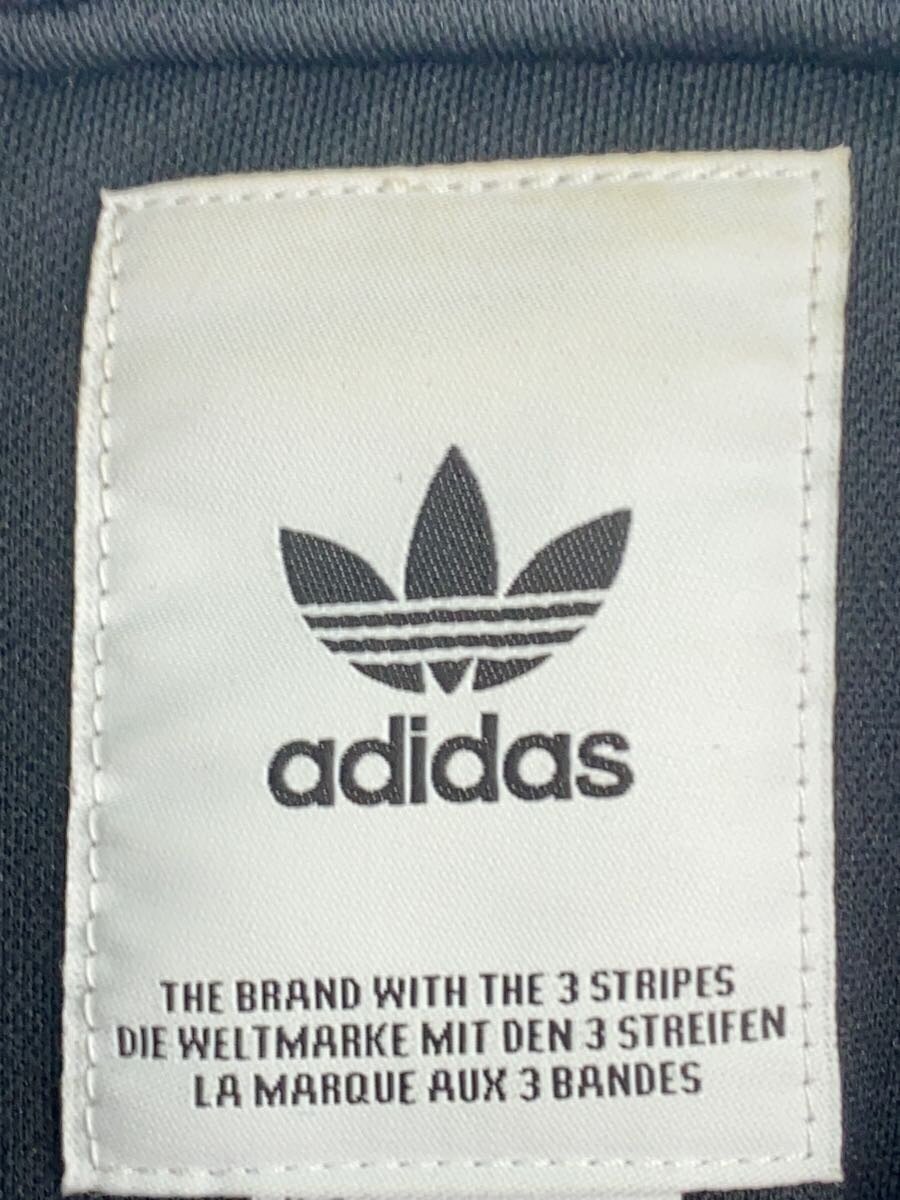 adidas
THE BRAND WITH THE 3 STRIPES
DIE WELTMARKE MIT DEN 3 STREIFEN
LA MARQUE AUX 3 BANDES